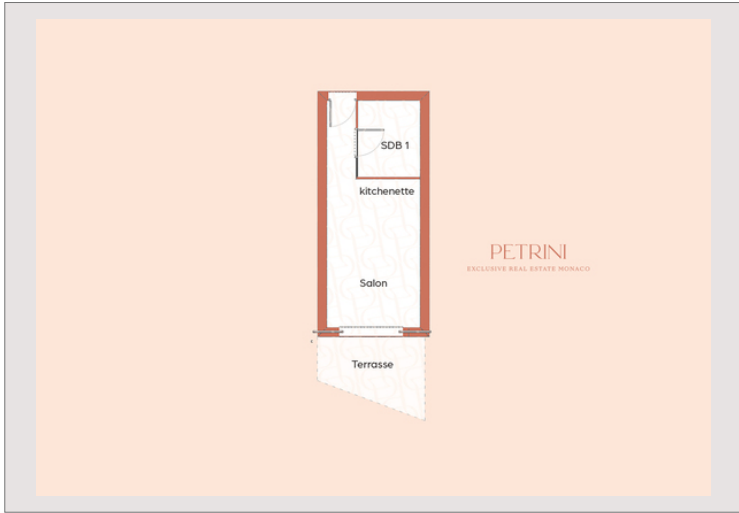 SDB 1
kitchenette
PETRINI
EXCLUSIVE REAL ESTATE MONACO
Salon
Terrasse